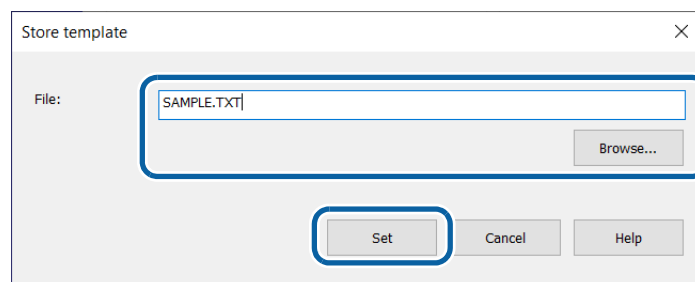 Store template
File:
SAMPLE.TXT
Browse...
Set Cancel Help